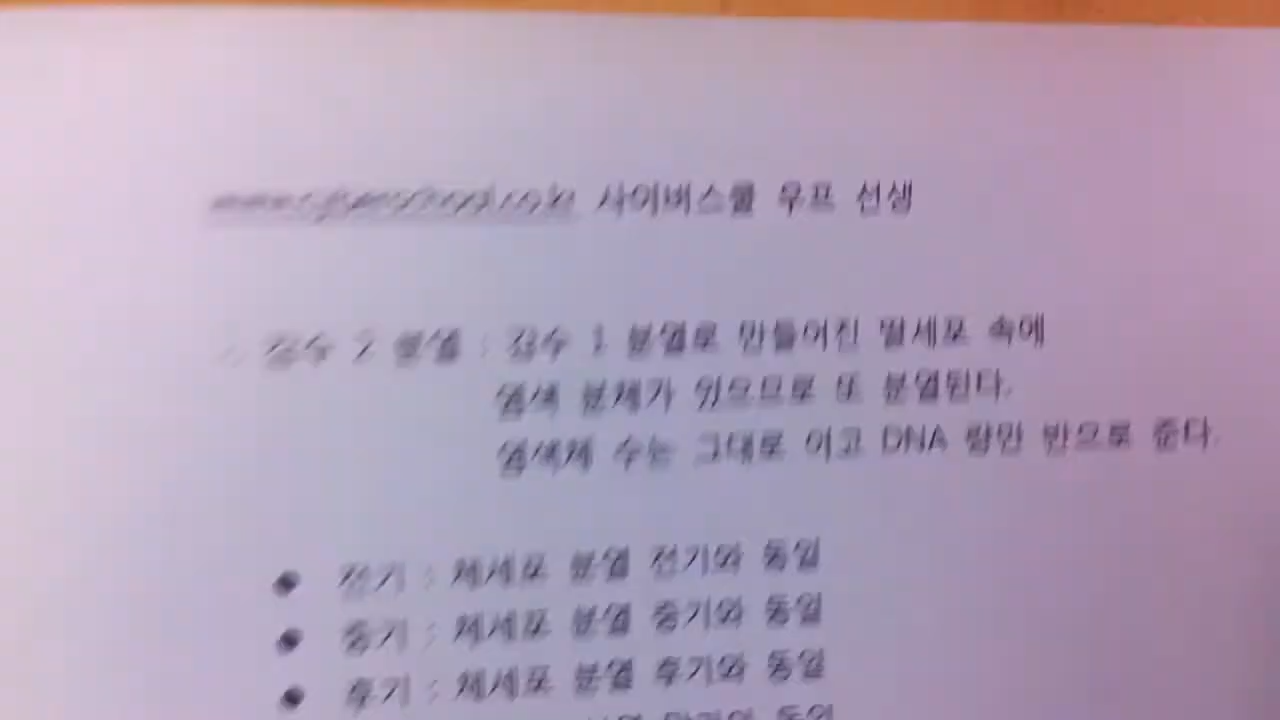 사이버스쿨 우프 선생
감수 2 분열 : 감수 1 분열로 만들어진 딸세포 속에
염색 분체가 있으므로 또 분열된다.
염색체 수는 그대로 이고 DNA 량만 반으로 준다.
전기 : 체세포 분열 전기와 동일
중기 : 체세포 분열 중기와 동일
후기 : 체세포 분열 후기와 동일